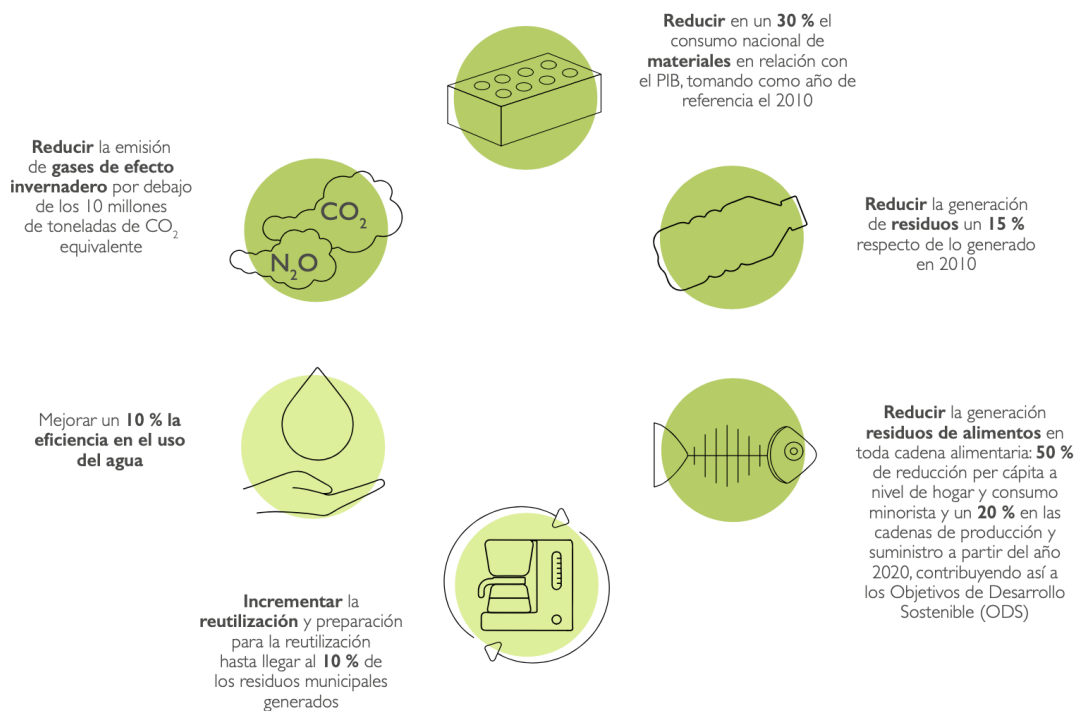 Reducir en un 30 % el
consumo nacional de
materiales en relación con
el PIB, tomando como año de
referencia el 2010
Reducir la emisión
de gases de efecto
invernadero por debajo
de los 10 millones
de toneladas de CO₂
equivalente
CO₂
N₂O
Reducir la generación
de residuos un 15 %
respecto de lo generado
en 2010
Mejorar un 10 % la
eficiencia en el uso
del agua
Reducir la generación
residuos de alimentos en
toda cadena alimentaria: 50 %
de reducción per cápita a
nivel de hogar y consumo
minorista y un 20 % en las
cadenas de producción y
suministro a partir del año
2020, contribuyendo así a
los Objetivos de Desarrollo
Sostenible (ODS)
Incrementar la
reutilización y preparación
para la reutilización
hasta llegar al 10 % de
los residuos municipales
generados